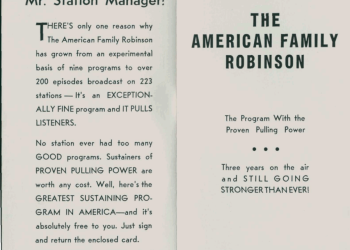 Mr. Station Manager:
THERE'S only one reason why
The American Family Robinson
has grown from an experimental
basis of nine programs to over
200 episodes broadcast on 223
stations — It's an EXCEPTION-
ALLY FINE program and IT PULLS
LISTENERS.
No station ever had too many
GOOD programs. Sustainers of
PROVEN PULLING POWER are
worth any cost. Well, here's the
GREATEST SUSTAINING PRO-
GRAM IN AMERICA—and it's
absolutely free to you. Just sign
and return the enclosed card.
THE
AMERICAN FAMILY
ROBINSON
The Program With the
Proven Pulling Power
• • •
Three years on the air
and STILL GOING
STRONGER THAN EVER!